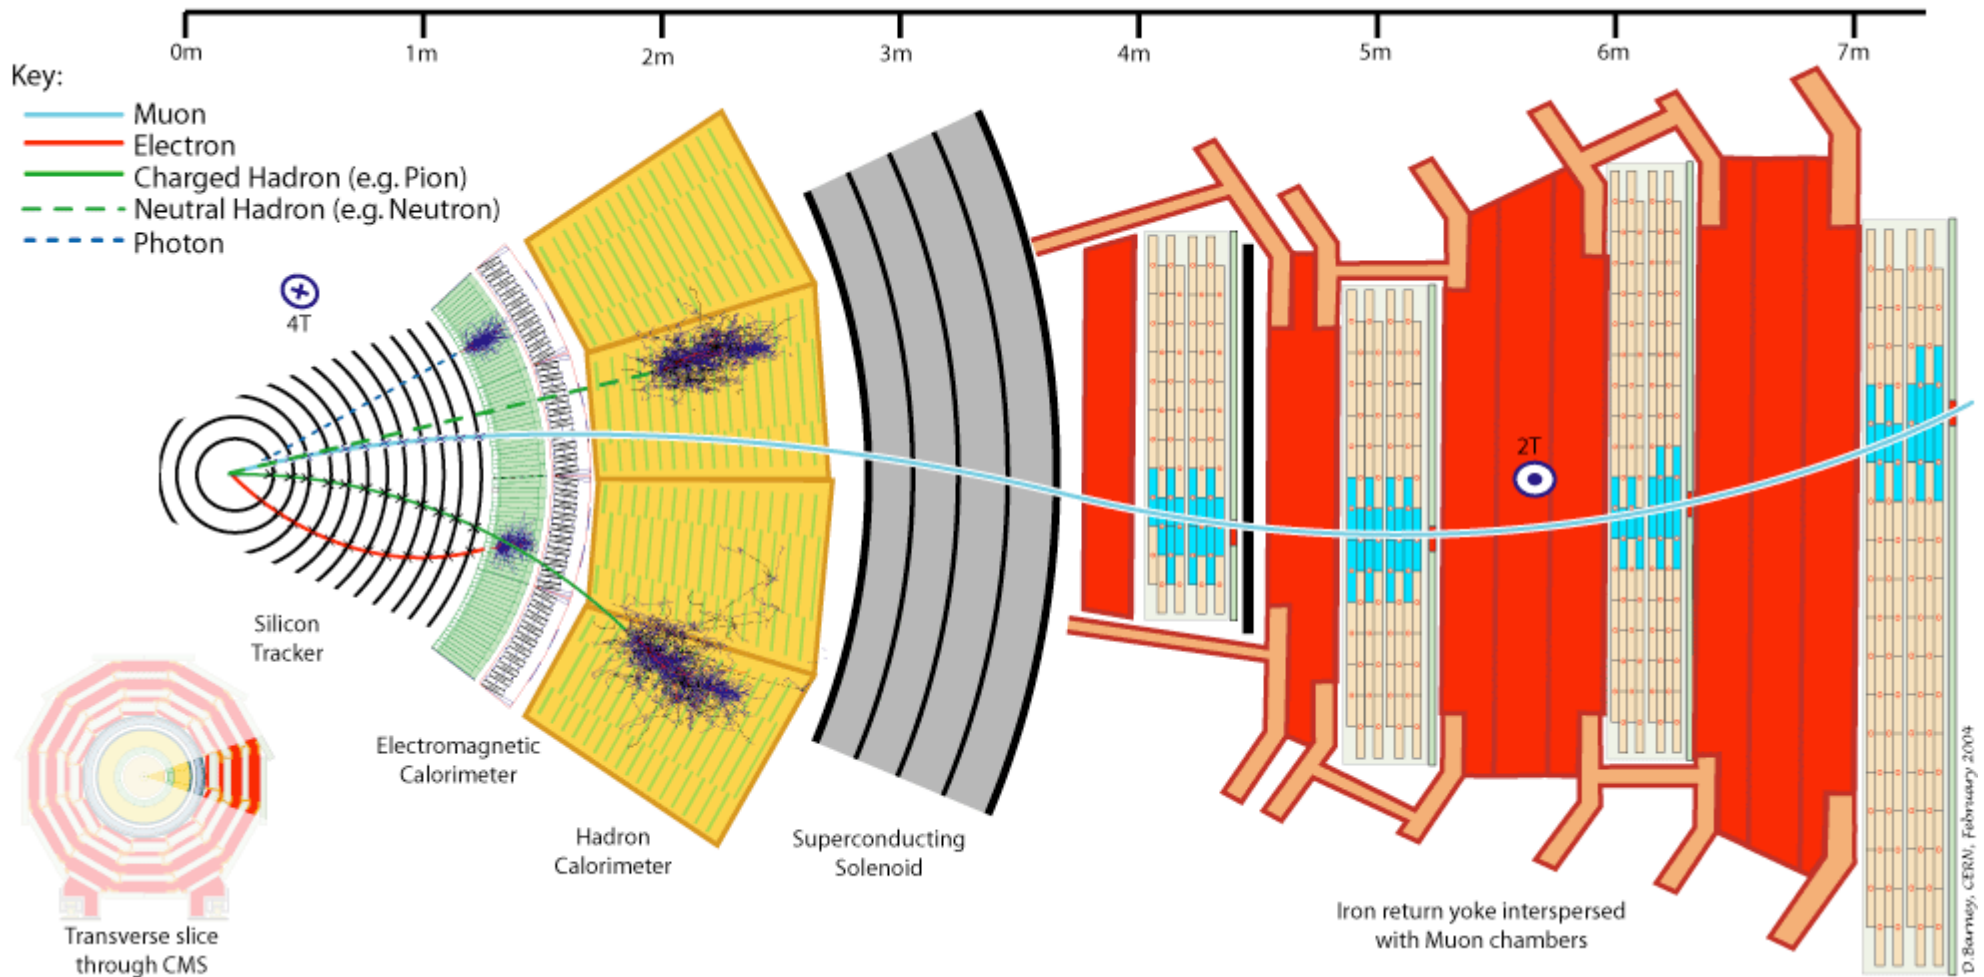 0m 1m 2m 3m 4m 5m 6m 7m
Key:
Muon
Electron
Charged Hadron (e.g. Pion)
Neutral Hadron (e.g. Neutron)
Photon
4T
2T
Silicon
Tracker
Electromagnetic
Calorimeter
Hadron
Calorimeter
Superconducting
Solenoid
Iron return yoke interspersed
with Muon chambers
Transverse slice
through CMS
D. Barney, CERN, February 2004